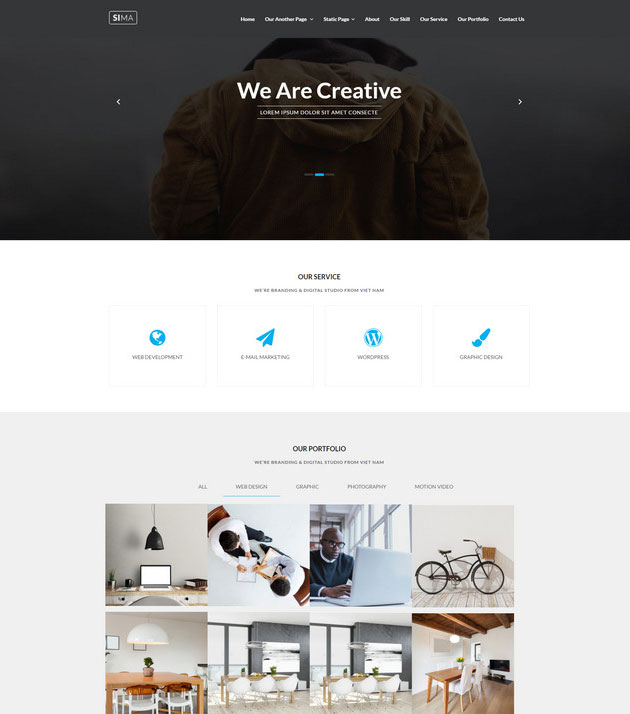 SIMA
Home Our Another Page Static Page About Our Skill Our Service Our Portfolio Contact Us
We Are Creative
LOREM IPSUM DOLOR SIT AMET CONSECTE
OUR SERVICE
WE'RE BRANDING & DIGITAL STUDIO FROM VIET NAM
WEB DEVELOPMENT
E-MAIL MARKETING
WORDPRESS
GRAPHIC DESIGN
OUR PORTFOLIO
WE'RE BRANDING & DIGITAL STUDIO FROM VIET NAM
ALL WEB DESIGN GRAPHIC PHOTOGRAPHY MOTION VIDEO